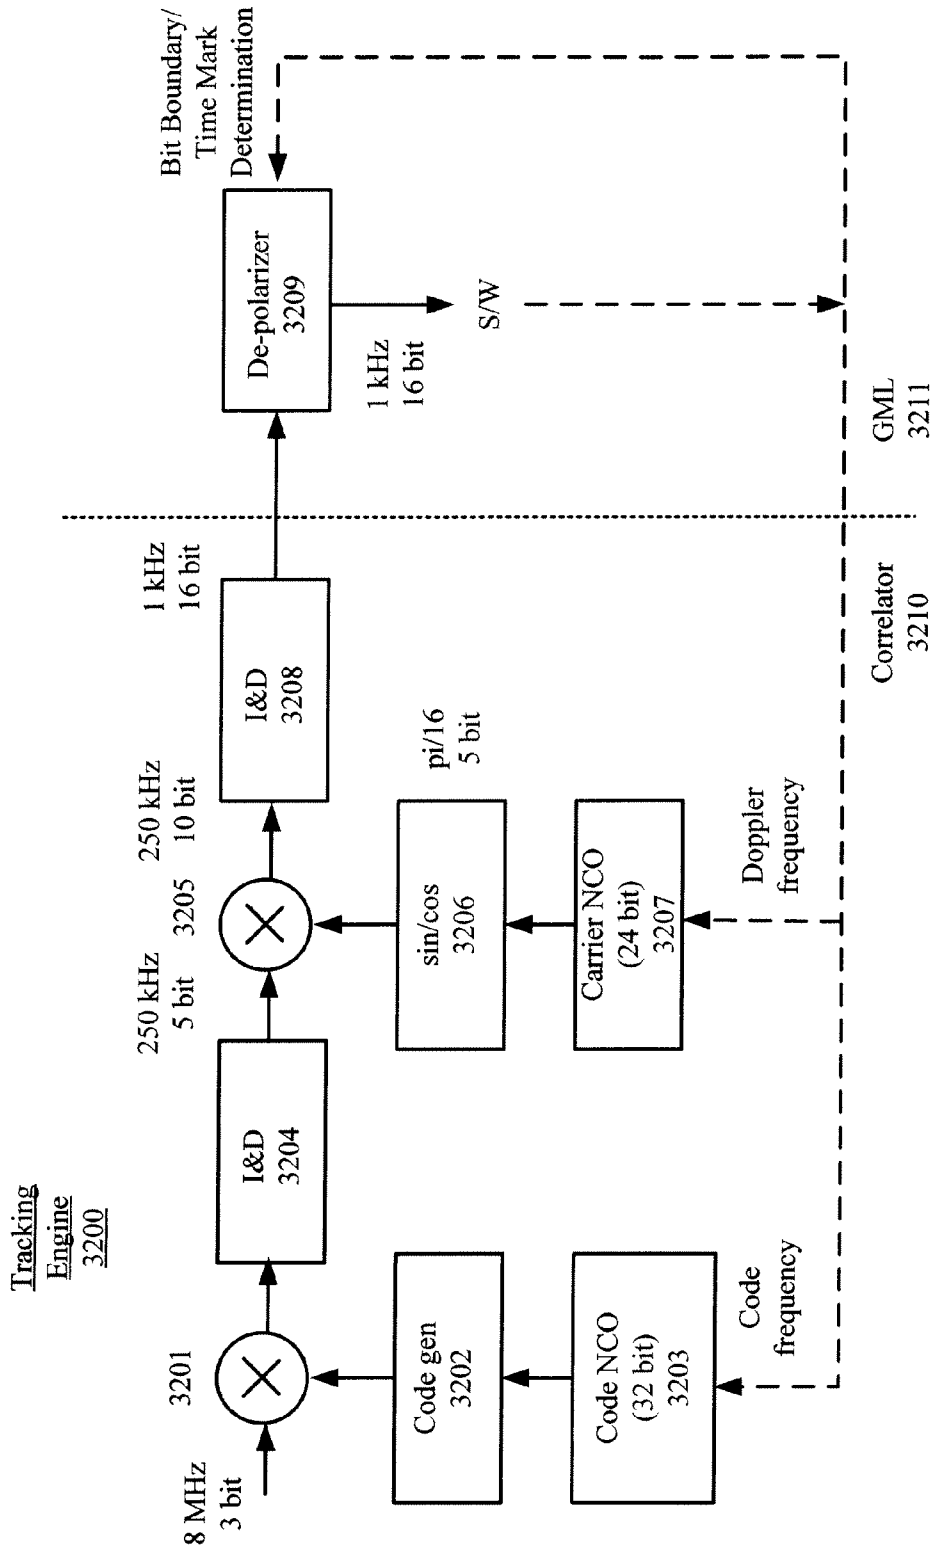 Tracking
Engine
3200
8 MHz
3 bit
3201
Code gen
3202
Code NCO
(32 bit)
3203
Code
frequency
I&D
3204
250 kHz
5 bit
3205
sin/cos
3206
pi/16
5 bit
Carrier NCO
(24 bit)
3207
Doppler
frequency
250 kHz
10 bit
I&D
3208
1 kHz
16 bit
Correlator
3210
GML
3211
De-polarizer
3209
1 kHz
16 bit
S/W
Bit Boundary/
Time Mark
Determination